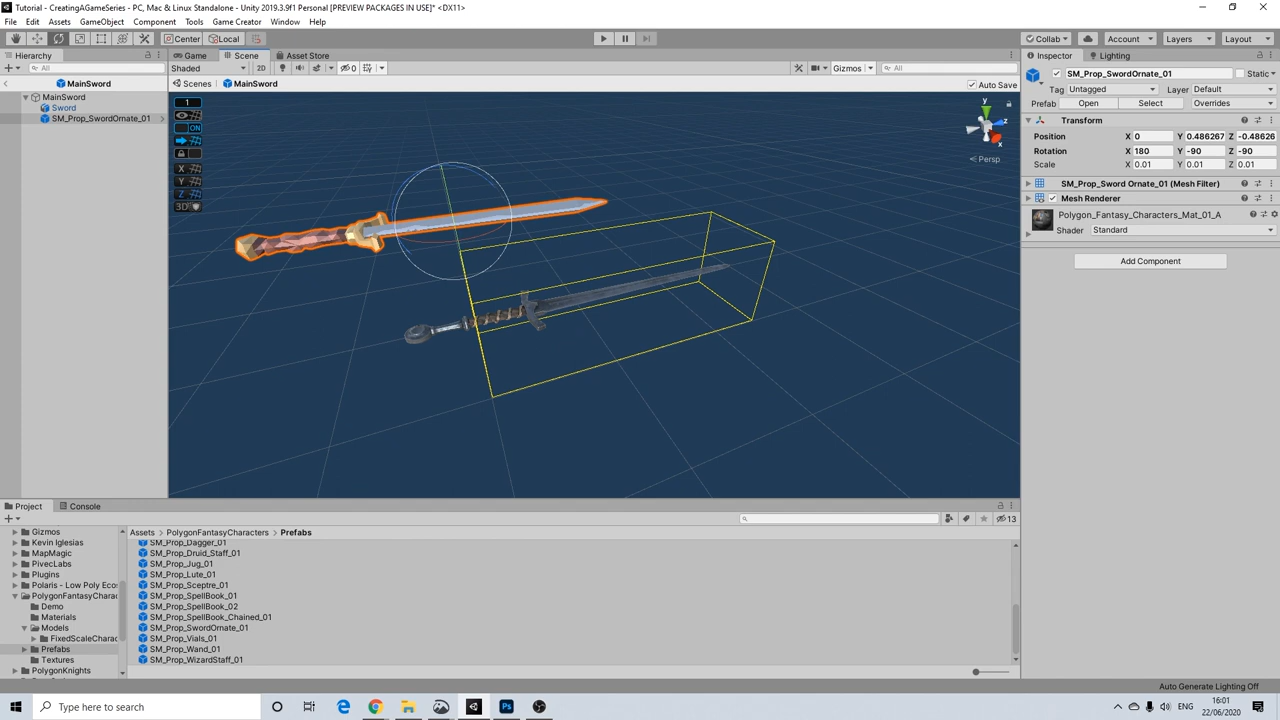 Tutorial - CreatingAGameSeries - PC, Mac & Linux Standalone - Unity 2019.3.9f1 Personal [PREVIEW PACKAGES IN USE]* <DX11>
File Edit Assets GameObject Component Tools Game Creator Window Help
Center Local Collab Account Layers Layout
Hierarchy Game Scene Asset Store Inspector Lighting
All Shaded 2D 0 Gizmos All
SM_Prop_SwordOrnate_01 Static
MainSword Scenes MainSword Auto Save
Tag Untagged Layer Default
MainSword 1
Prefab Open Select Overrides
Sword
SM_Prop_SwordOrnate_01
Transform
ON
Position X 0 Y 0.486267 Z -0.48626
Rotation X 180 Y -90 Z -90
Scale X 0.01 Y 0.01 Z 0.01
y
z
x
Persp
X
Y
Z
3D
SM_Prop_Sword Ornate_01 (Mesh Filter)
Mesh Renderer
Polygon_Fantasy_Characters_Mat_01_A
Shader Standard
Add Component
Project Console
13
Gizmos
Kevin Iglesias
MapMagic
PivecLabs
Plugins
Polaris - Low Poly Eco
PolygonFantasyCharac
Demo
Materials
Models
FixedScaleCharac
Prefabs
Textures
PolygonKnights
Assets > PolygonFantasyCharacters > Prefabs
SM_Prop_Dagger_01
SM_Prop_Druid_Staff_01
SM_Prop_Jug_01
SM_Prop_Lute_01
SM_Prop_Sceptre_01
SM_Prop_SpellBook_01
SM_Prop_SpellBook_02
SM_Prop_SpellBook_Chained_01
SM_Prop_SwordOrnate_01
SM_Prop_Vials_01
SM_Prop_Wand_01
SM_Prop_WizardStaff_01
Auto Generate Lighting Off
Type here to search
Ps
ENG
16:01
22/06/2020